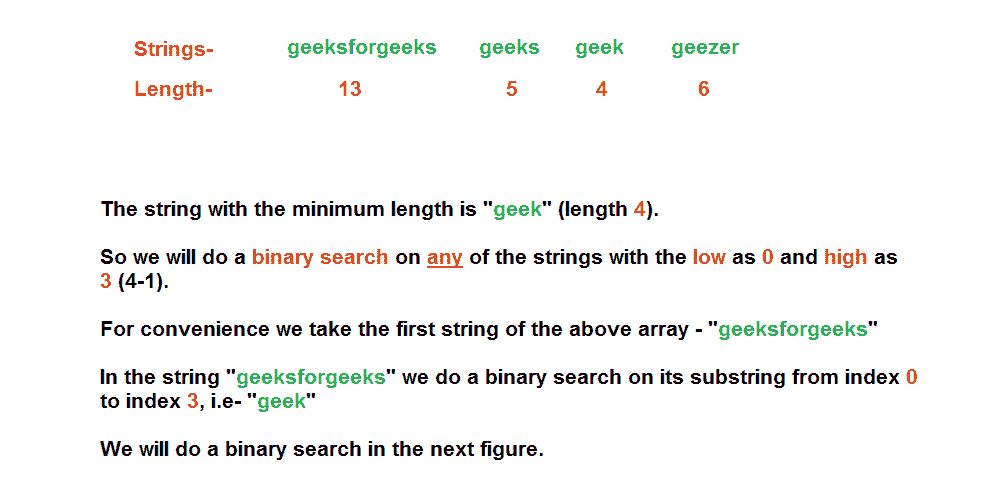 Strings- geeksforgeeks geeks geek geezer
Length- 13 5 4 6
The string with the minimum length is "geek" (length 4).
So we will do a binary search on any of the strings with the low as 0 and high as
3 (4-1).
For convenience we take the first string of the above array - "geeksforgeeks"
In the string "geeksforgeeks" we do a binary search on its substring from index 0
to index 3, i.e- "geek"
We will do a binary search in the next figure.